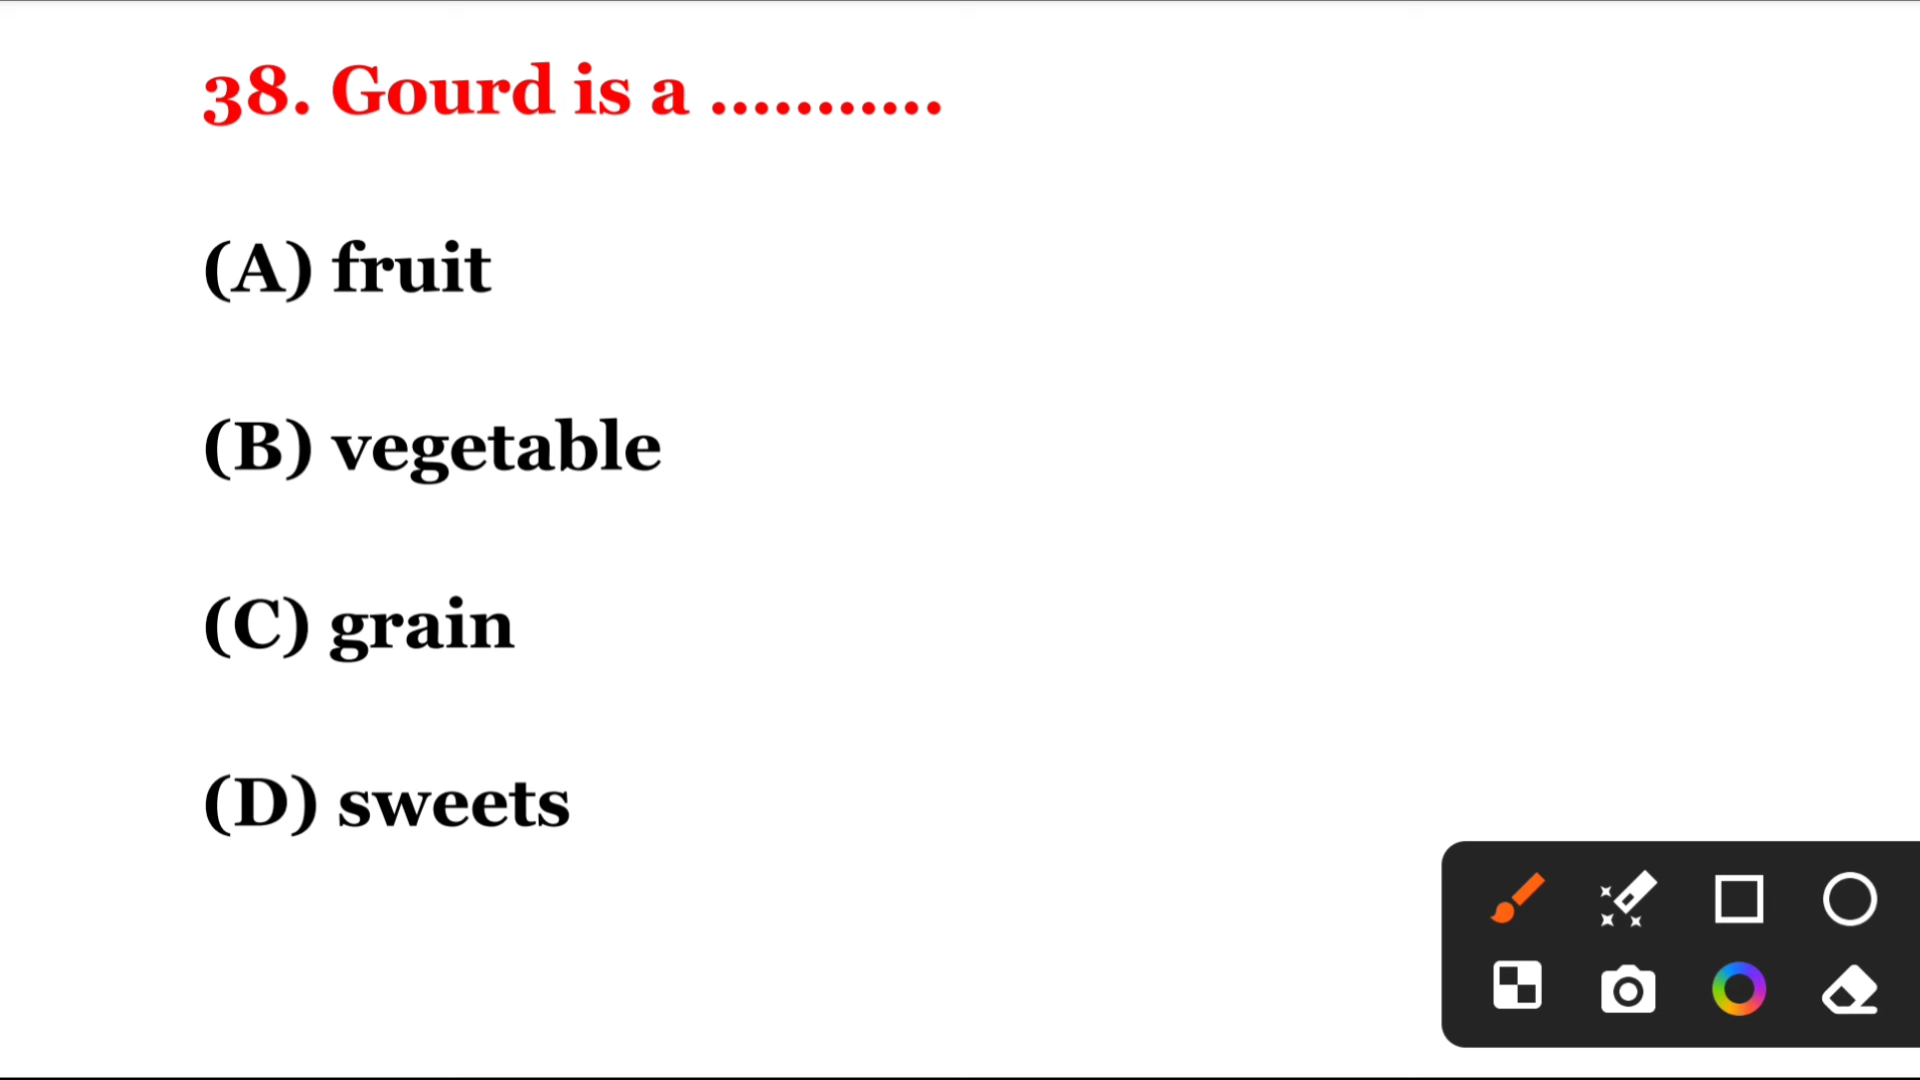 38. Gourd is a ...........
(A) fruit
(B) vegetable
(C) grain
(D) sweets